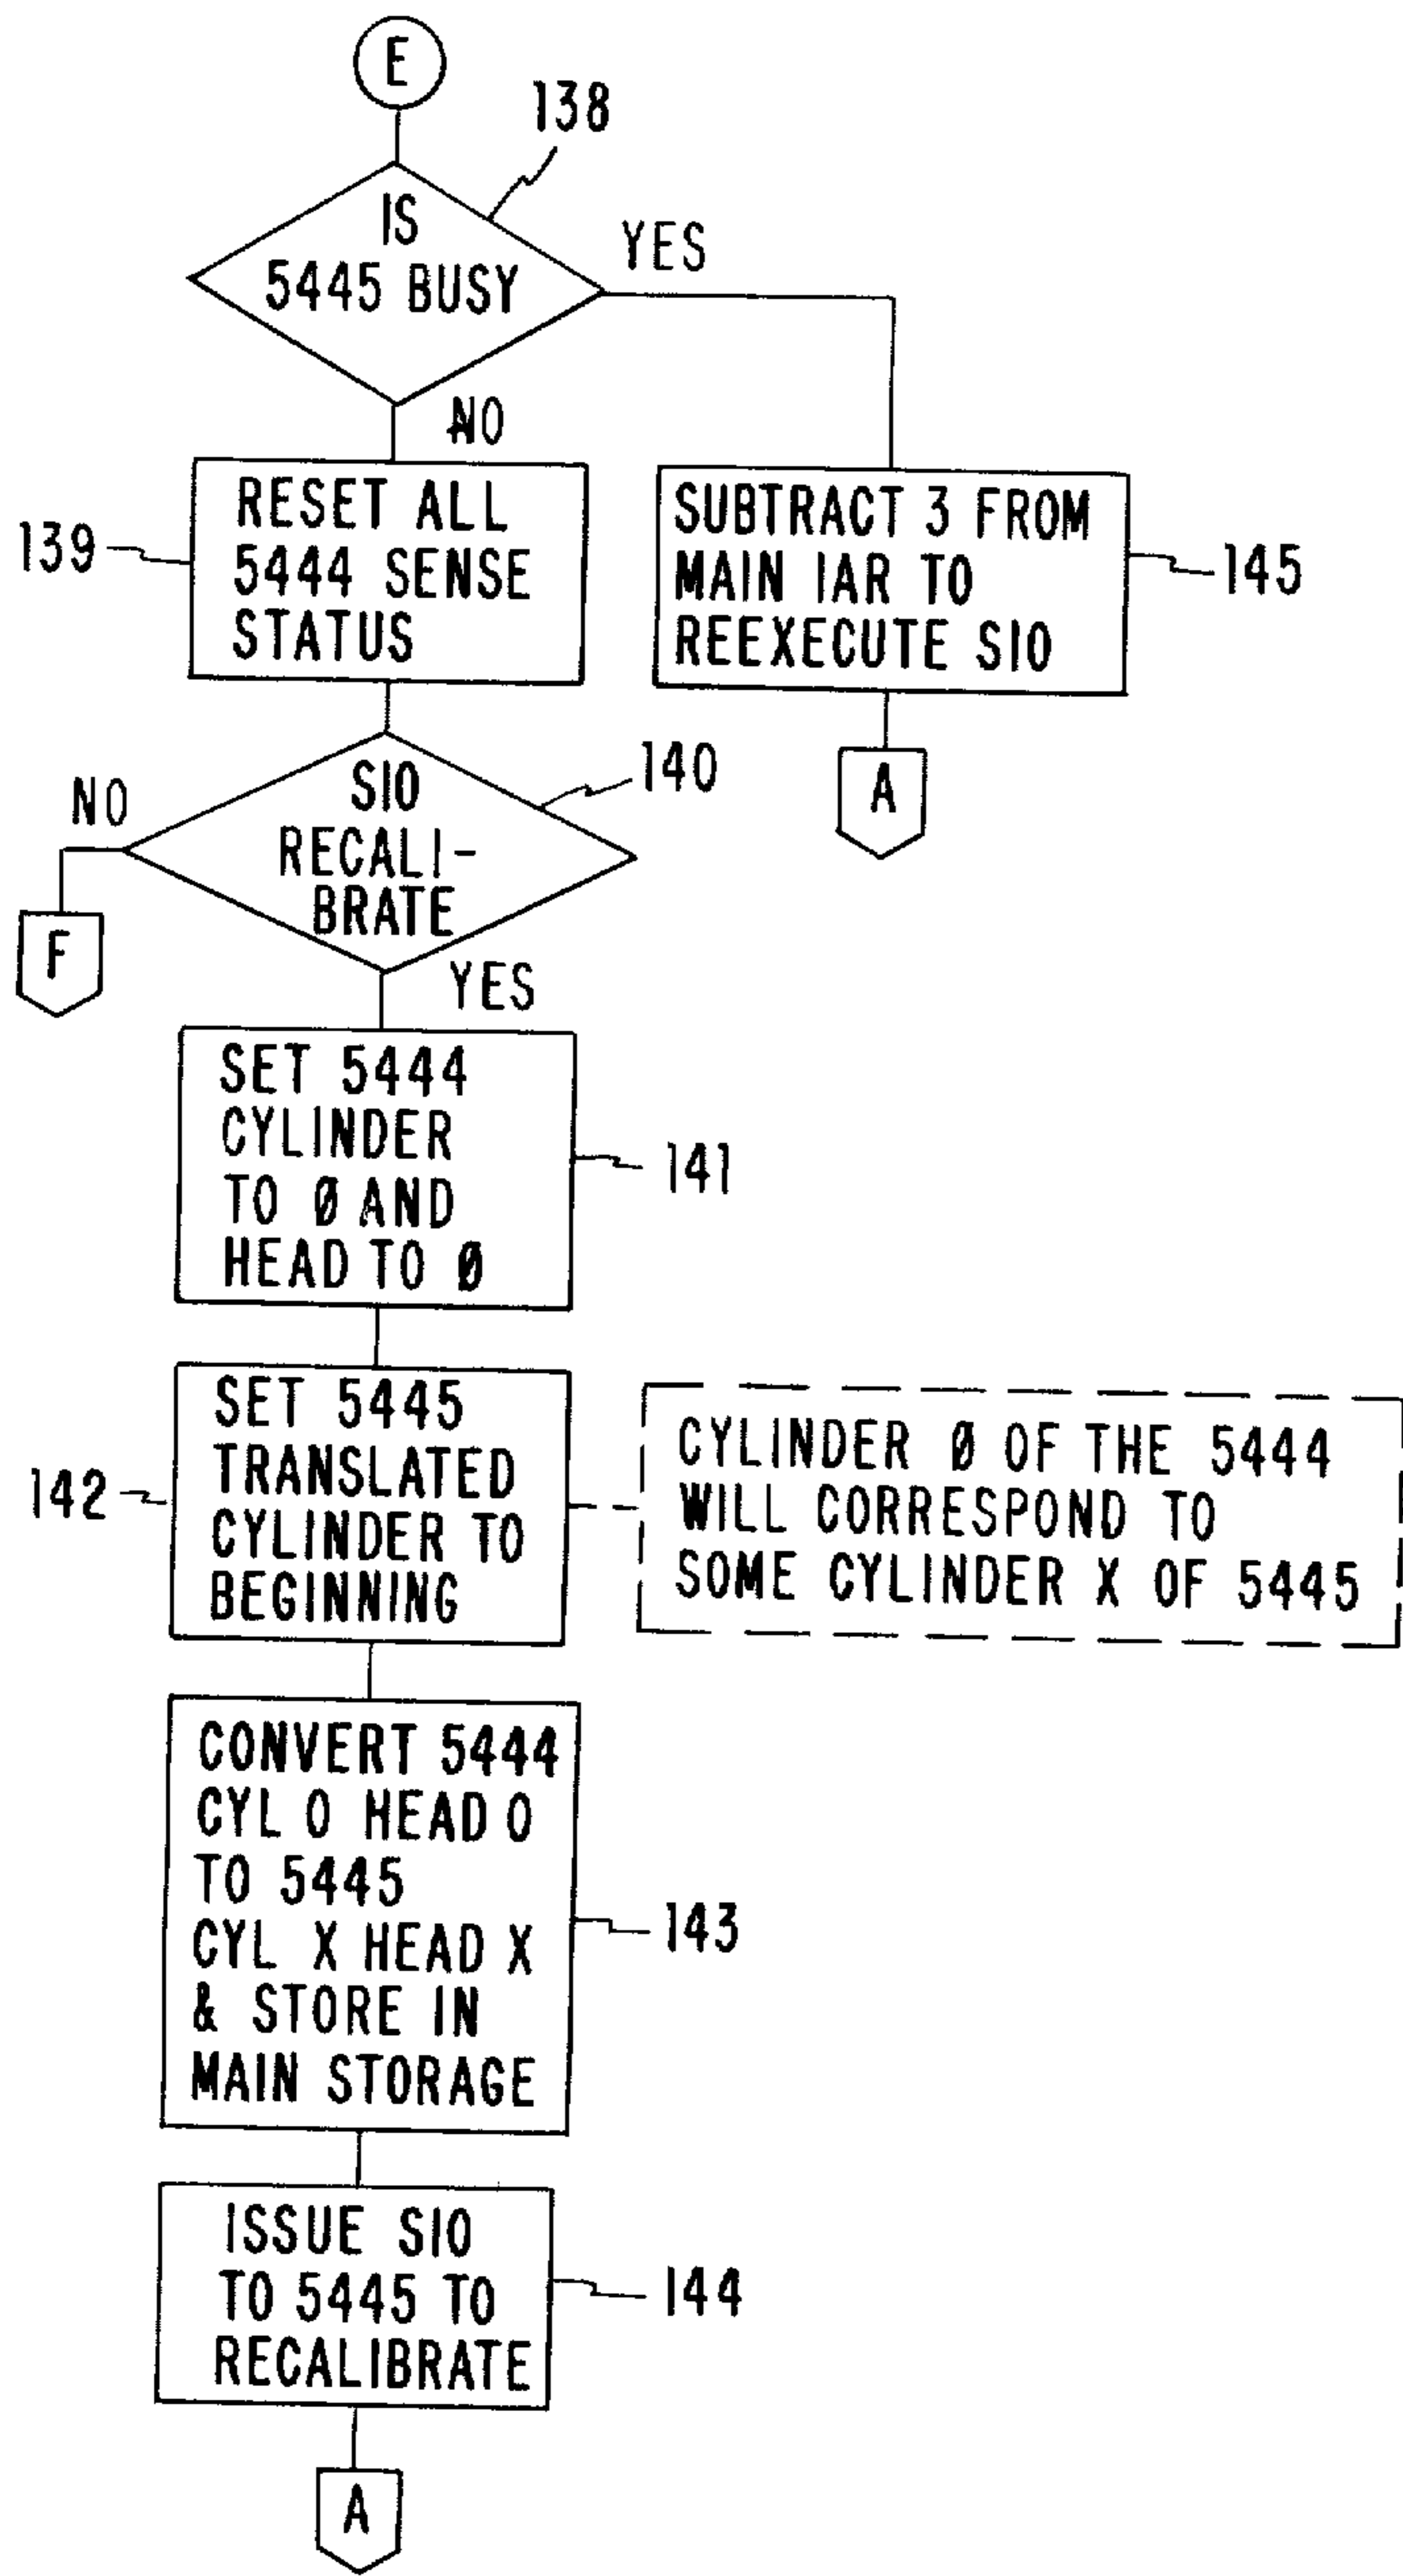 E
138
IS
5445 BUSY
YES
NO
RESET ALL
5444 SENSE
STATUS
139
SUBTRACT 3 FROM
MAIN IAR TO
REEXECUTE SIO
145
A
SIO
RECALI-
BRATE
140
NO
F
YES
SET 5444
CYLINDER
TO Ø AND
HEAD TO Ø
141
SET 5445
TRANSLATED
CYLINDER TO
BEGINNING
142
CYLINDER Ø OF THE 5444
WILL CORRESPOND TO
SOME CYLINDER X OF 5445
CONVERT 5444
CYL 0 HEAD 0
TO 5445
CYL X HEAD X
& STORE IN
MAIN STORAGE
143
ISSUE SIO
TO 5445 TO
RECALIBRATE
144
A